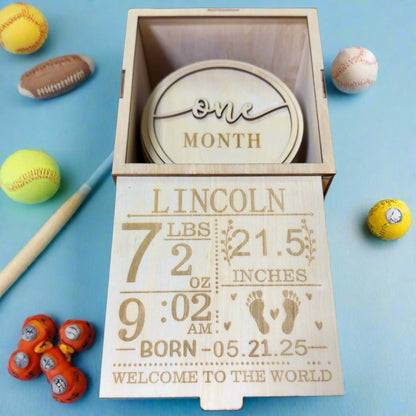 one
MONTH
LINCOLN
7 LBS
2 OZ
21.5
INCHES
9:02
AM
BORN - 05.21.25
WELCOME TO THE WORLD